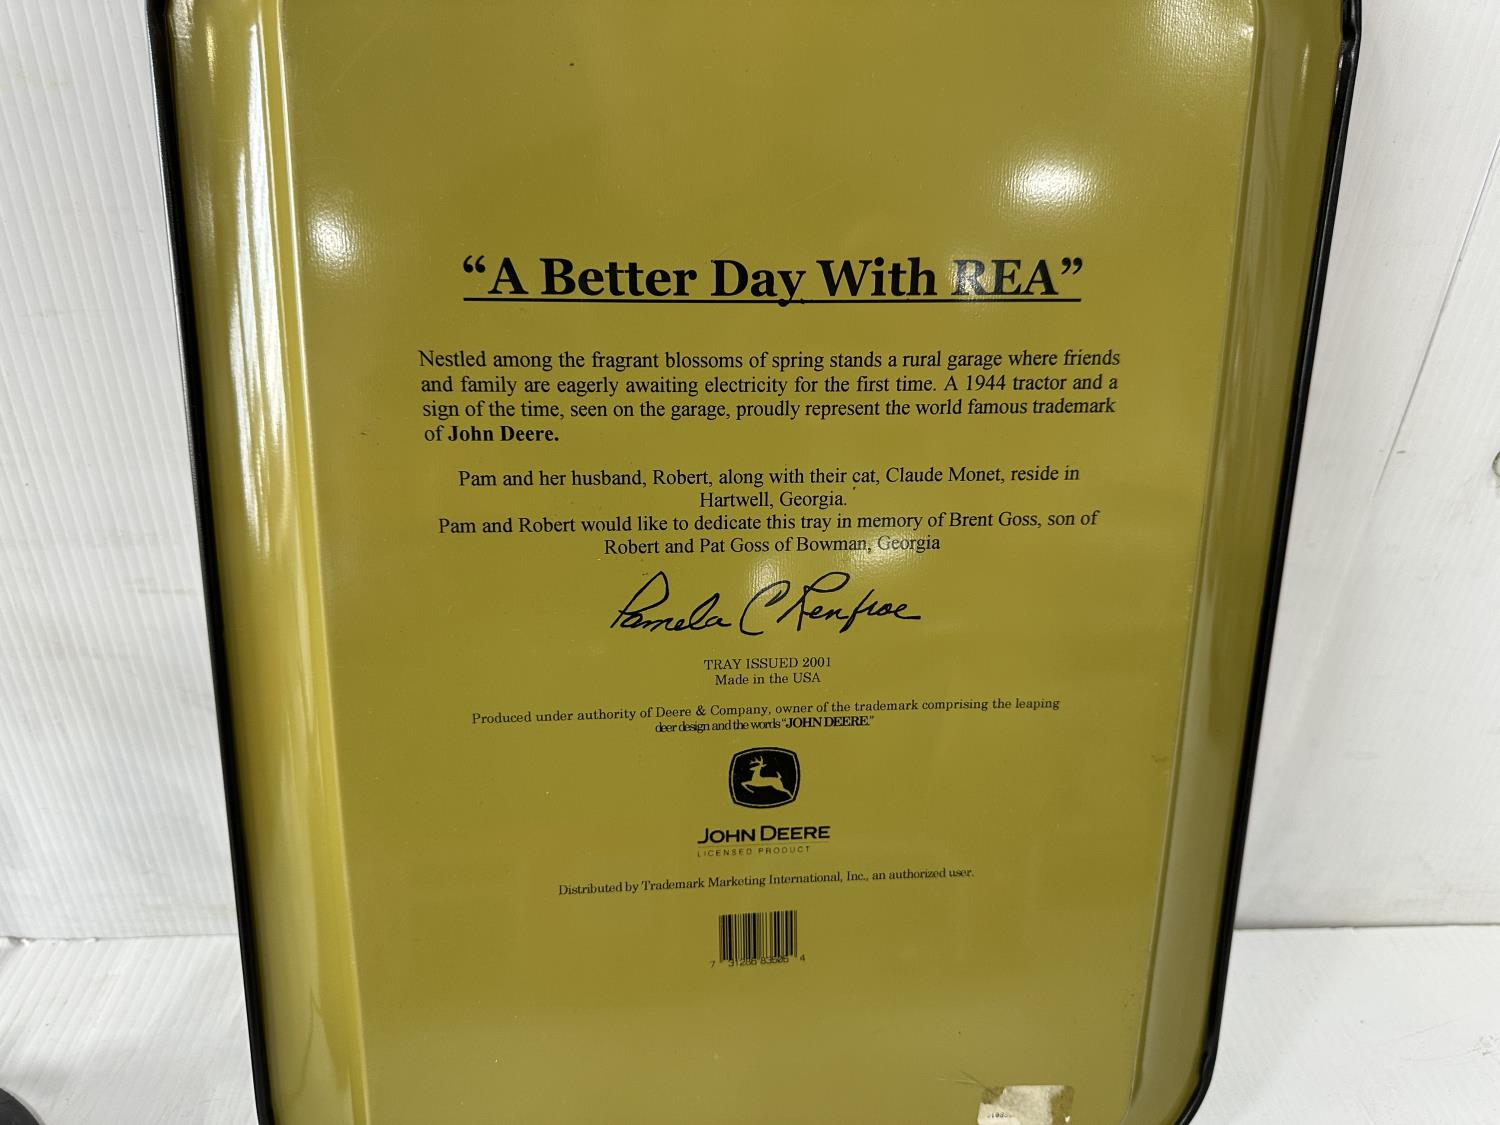 “A Better Day With REA”
Nestled among the fragrant blossoms of spring stands a rural garage where friends
and family are eagerly awaiting electricity for the first time. A 1944 tractor and a
sign of the time, seen on the garage, proudly represent the world famous trademark
of John Deere.
Pam and her husband, Robert, along with their cat, Claude Monet, reside in
Hartwell, Georgia.
Pam and Robert would like to dedicate this tray in memory of Brent Goss, son of
Robert and Pat Goss of Bowman, Georgia
Pamela C Renfroe
TRAY ISSUED 2001
Made in the USA
Produced under authority of Deere & Company, owner of the trademark comprising the leaping
deer design and the words "JOHN DEERE."
JOHN DEERE
LICENSED PRODUCT
Distributed by Trademark Marketing International, Inc., an authorized user.
7 31286 83506 4